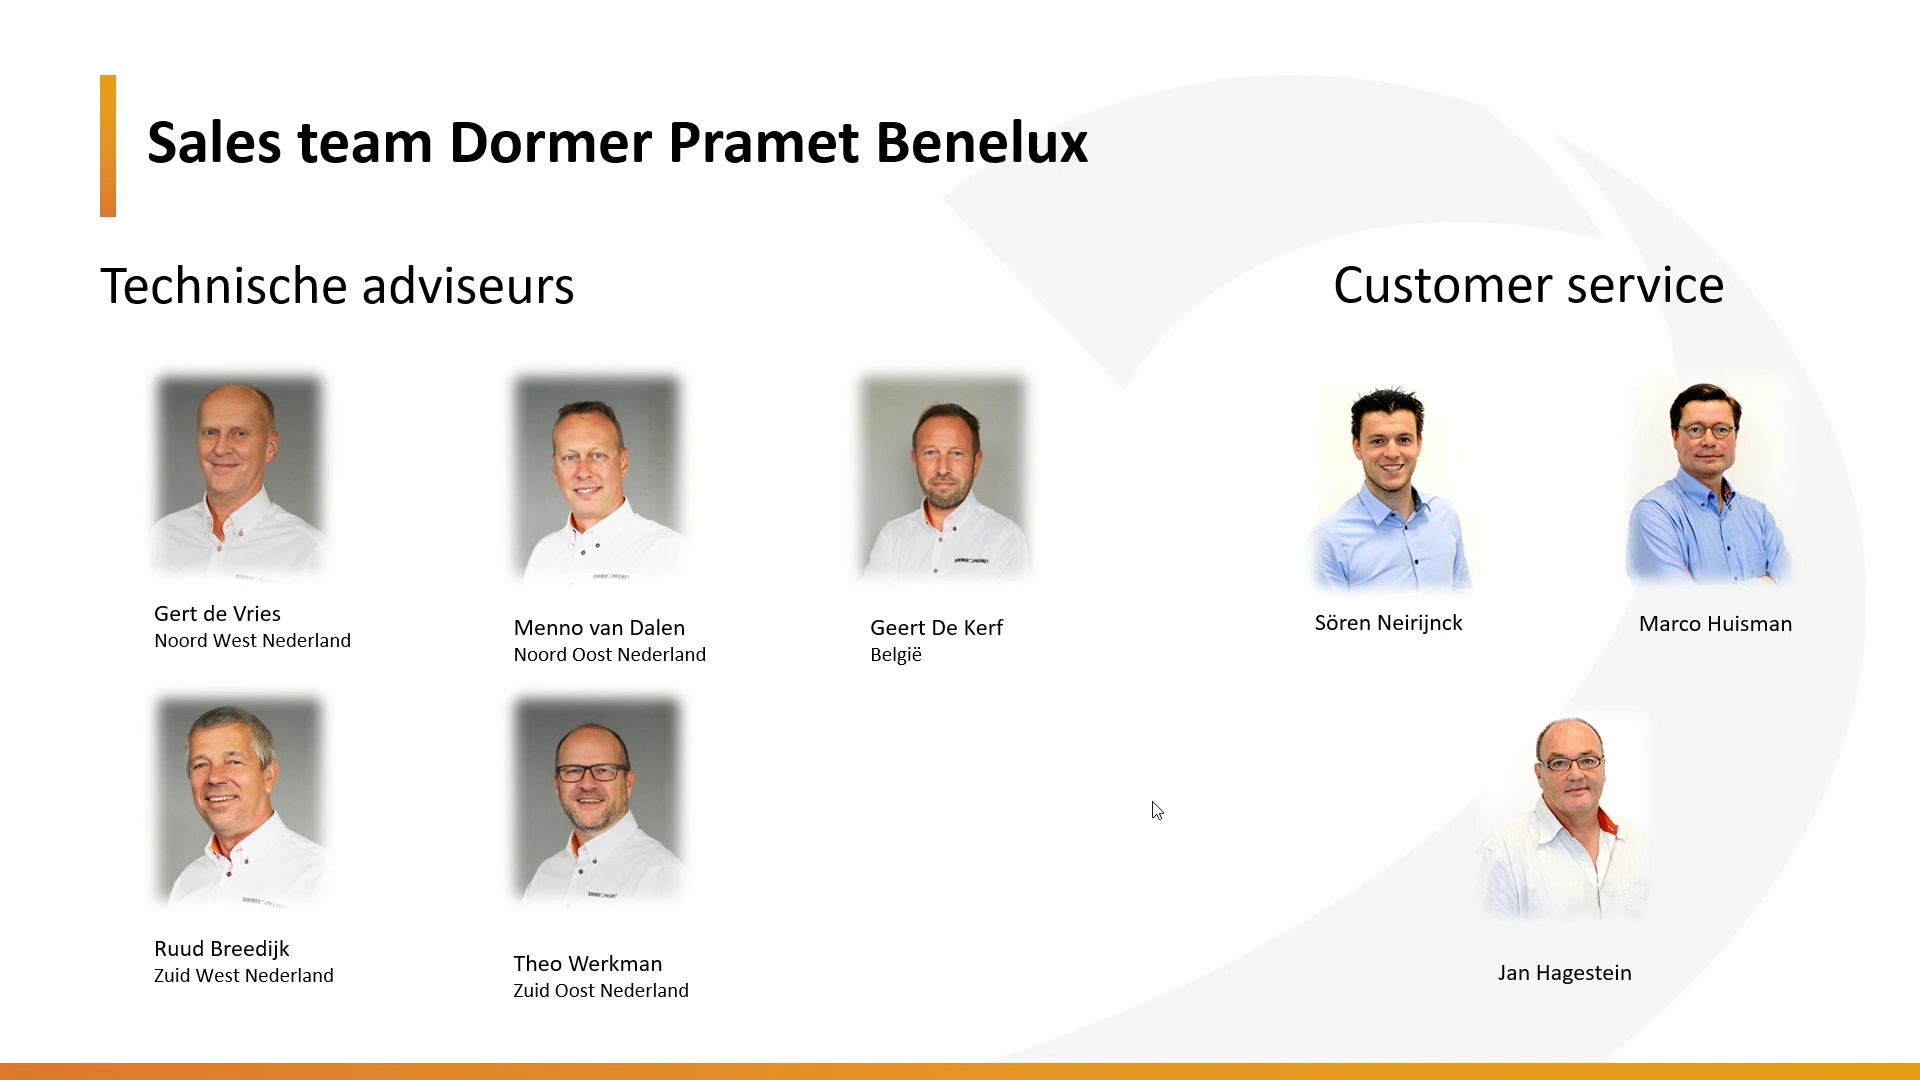 Sales team Dormer Pramet Benelux
Technische adviseurs
Customer service
Gert de Vries
Noord West Nederland
Menno van Dalen
Noord Oost Nederland
Geert De Kerf
België
Sören Neirijnck
Marco Huisman
Ruud Breedijk
Zuid West Nederland
Theo Werkman
Zuid Oost Nederland
Jan Hagestein